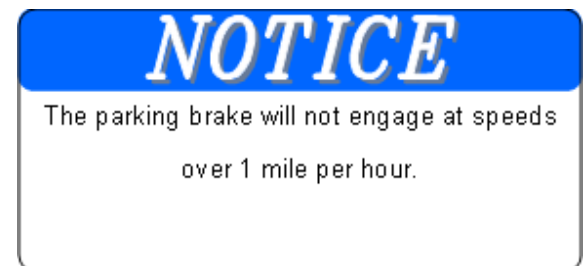 NOTICE
The parking brake will not engage at speeds
over 1 mile per hour.